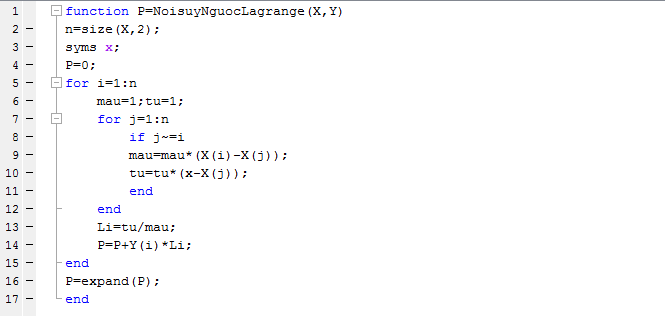 1 function P=NoisuyNguocLagrange(X,Y)
2 n=size(X,2);
3 syms x;
4 P=0;
5 for i=1:n
6 mau=1;tu=1;
7 for j=1:n
8 if j~=i
9 mau=mau*(X(i)-X(j));
10 tu=tu*(x-X(j));
11 end
12 end
13 Li=tu/mau;
14 P=P+Y(i)*Li;
15 end
16 P=expand(P);
17 end